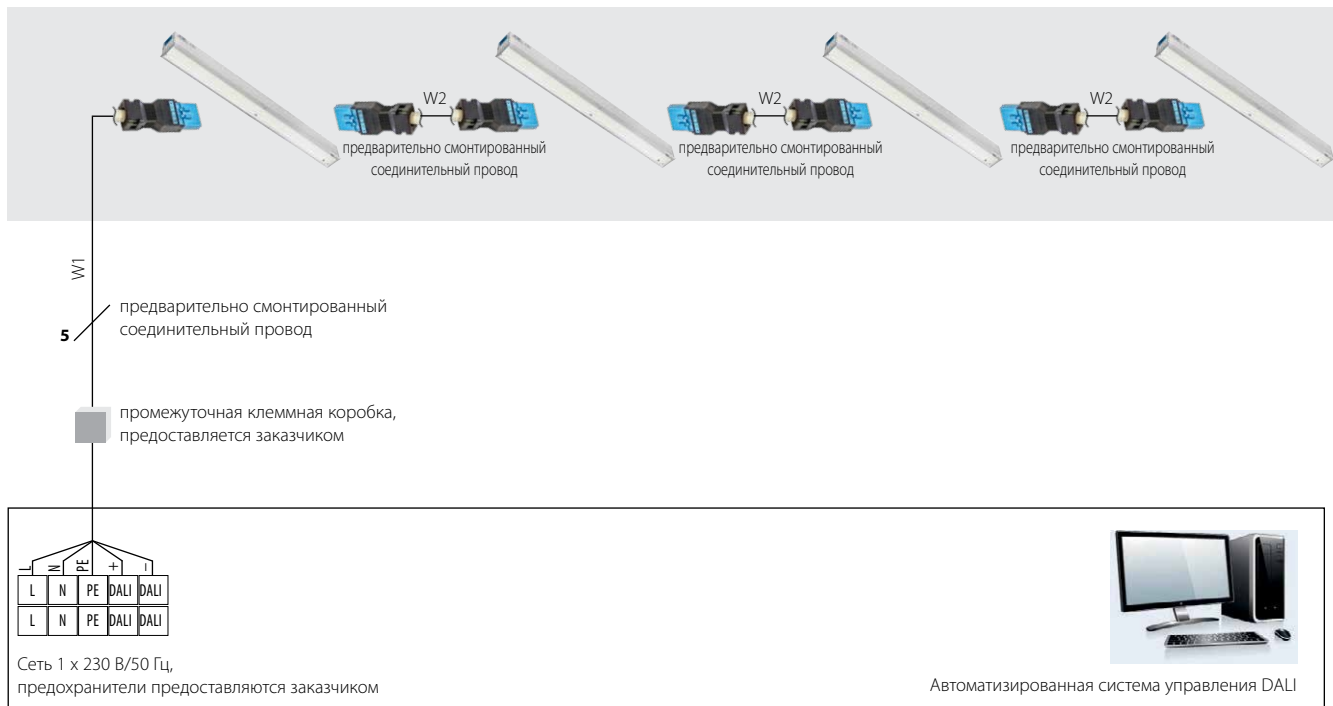 W2
W2
W2
предварительно смонтированный
соединительный провод
предварительно смонтированный
соединительный провод
предварительно смонтированный
соединительный провод
W1
предварительно смонтированный
соединительный провод
5
промежуточная клеммная коробка,
предоставляется заказчиком
L N PE + –
L N PE DALI DALI
L N PE DALI DALI
Сеть 1 x 230 В/50 Гц,
предохранители предоставляются заказчиком
Автоматизированная система управления DALI